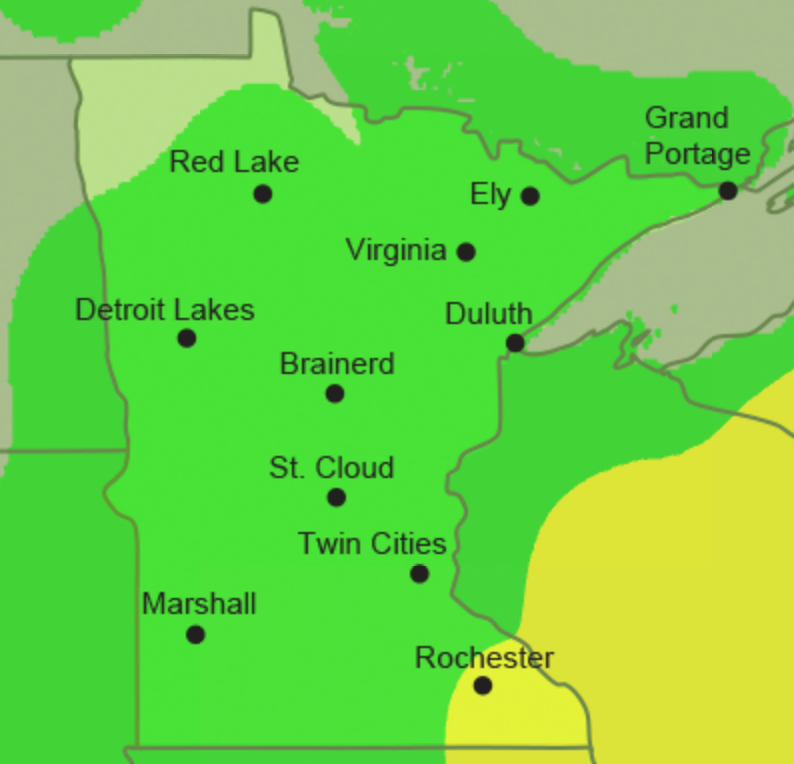 Grand
Portage
Red Lake
Ely
Virginia
Detroit Lakes
Duluth
Brainerd
St. Cloud
Twin Cities
Marshall
Rochester